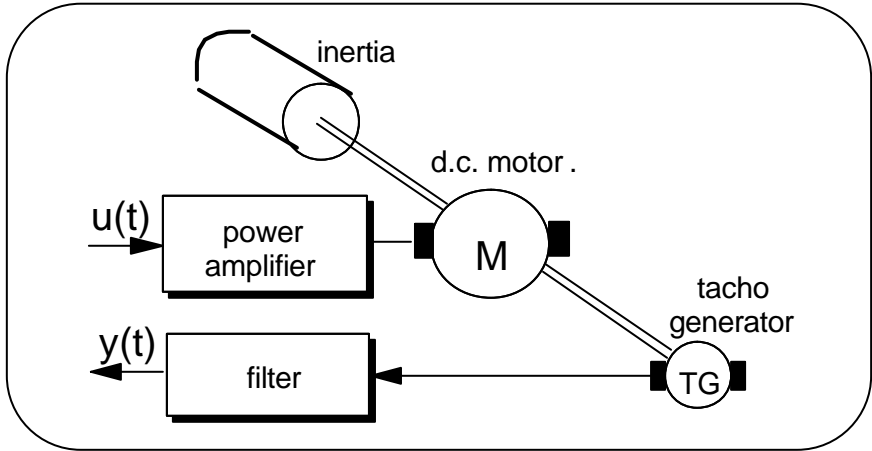 inertia
d.c. motor .
u(t)
power
amplifier
M
tacho
generator
y(t)
filter
TG